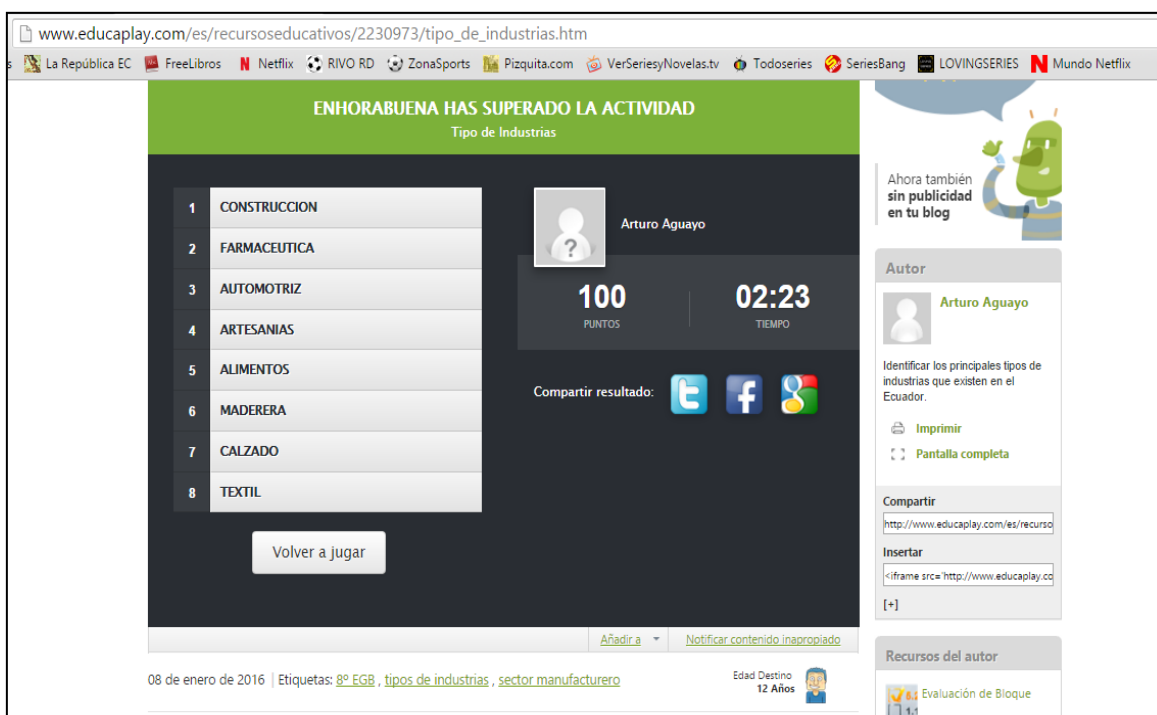 www.educaplay.com/es/recursoseducativos/2230973/tipo_de_industrias.htm
s La República EC FreeLibros Netflix RIVO RD ZonaSports Pizquita.com VerSeriesyNovelas.tv Todoseries SeriesBang LOVINGSERIES Mundo Netflix
ENHORABUENA HAS SUPERADO LA ACTIVIDAD
Tipo de Industrias
1 CONSTRUCCION
2 FARMACEUTICA
3 AUTOMOTRIZ
4 ARTESANIAS
5 ALIMENTOS
6 MADERERA
7 CALZADO
8 TEXTIL
Volver a jugar
Arturo Aguayo
100 02:23
PUNTOS TIEMPO
Compartir resultado:
Añadir a Notificar contenido inapropiado
08 de enero de 2016 | Etiquetas: 8º EGB , tipos de industrias , sector manufacturero
Edad Destino
12 Años
Ahora también
sin publicidad
en tu blog
Autor
Arturo Aguayo
Identificar los principales tipos de
industrias que existen en el
Ecuador.
Imprimir
Pantalla completa
Compartir
http://www.educaplay.com/es/recurso
Insertar
<iframe src='http://www.educaplay.co
[+]
Recursos del autor
Evaluación de Bloque